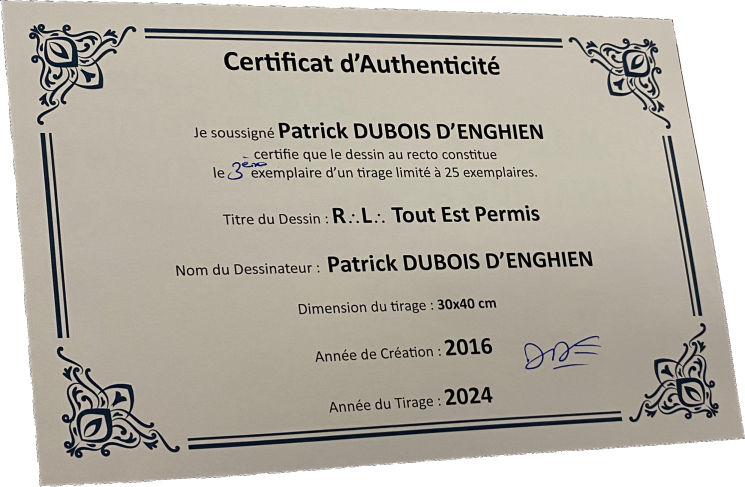 Certificat d'Authenticité
Je soussigné Patrick DUBOIS D'ENGHIEN
certifie que le dessin au recto constitue
le 3ème exemplaire d'un tirage limité à 25 exemplaires.
Titre du Dessin : R∴L∴ Tout Est Permis
Nom du Dessinateur : Patrick DUBOIS D'ENGHIEN
Dimension du tirage : 30x40 cm
Année de Création : 2016
DDE
Année du Tirage : 2024